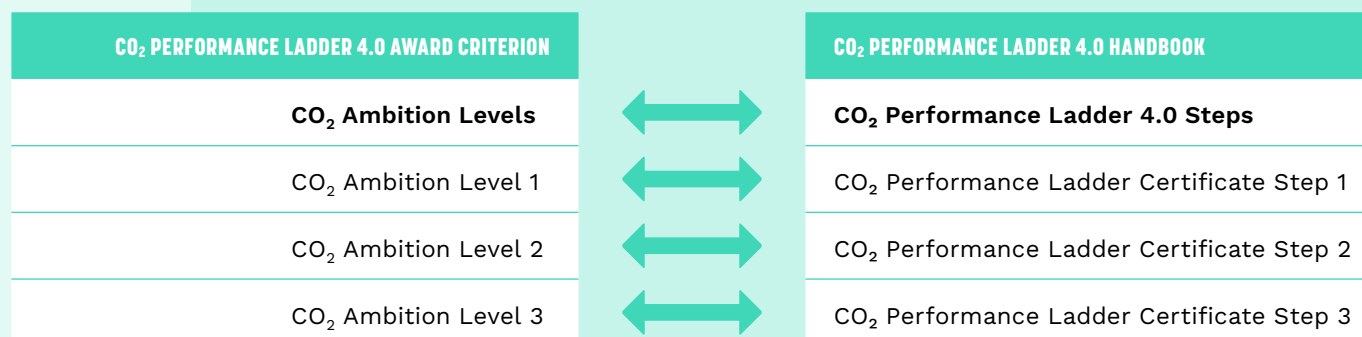 CO₂ PERFORMANCE LADDER 4.0 AWARD CRITERION
CO₂ PERFORMANCE LADDER 4.0 HANDBOOK
CO₂ Ambition Levels
CO₂ Performance Ladder 4.0 Steps
CO₂ Ambition Level 1
CO₂ Performance Ladder Certificate Step 1
CO₂ Ambition Level 2
CO₂ Performance Ladder Certificate Step 2
CO₂ Ambition Level 3
CO₂ Performance Ladder Certificate Step 3